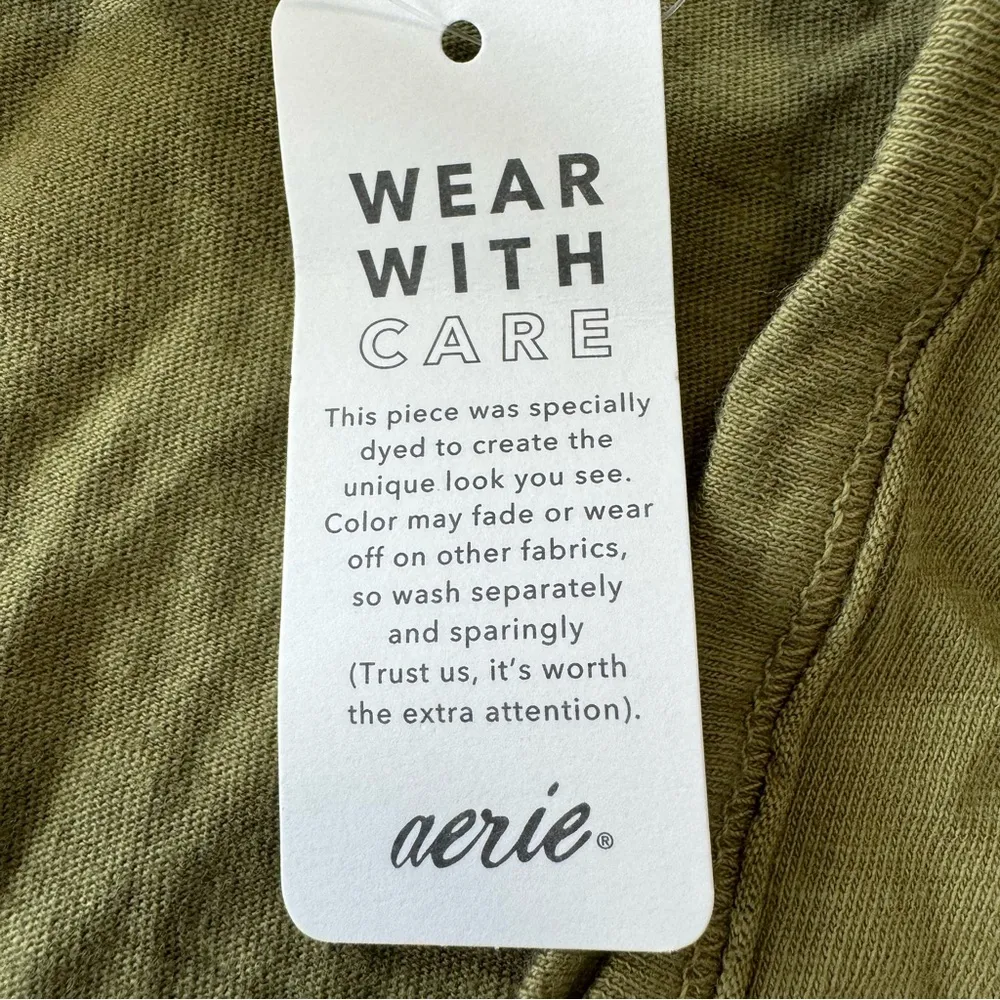 WEAR
WITH
CARE
This piece was specially
dyed to create the
unique look you see.
Color may fade or wear
off on other fabrics,
so wash separately
and sparingly
(Trust us, it's worth
the extra attention).
aerie®